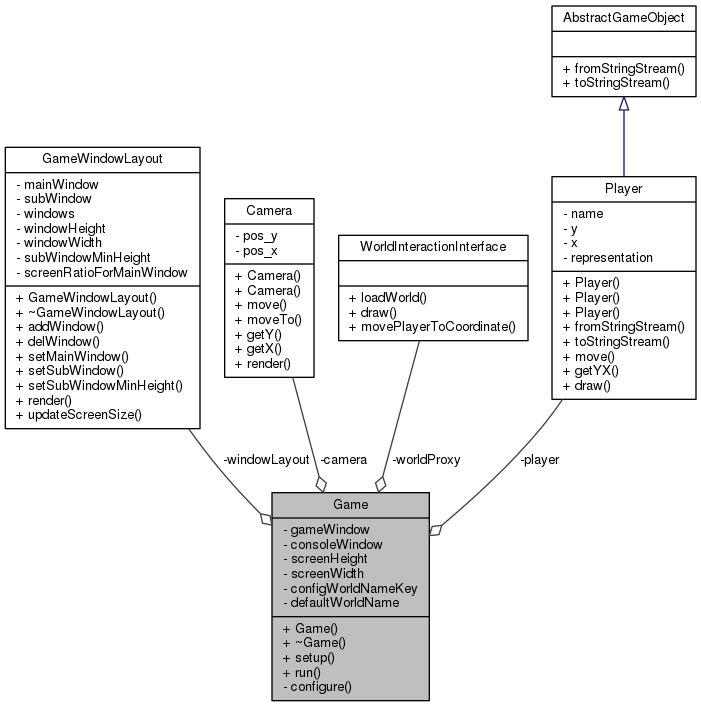 AbstractGameObject
+ fromStringStream()
+ toStringStream()
GameWindowLayout
- mainWindow
- subWindow
- windows
- windowHeight
- windowWidth
- subWindowMinHeight
- screenRatioForMainWindow
+ GameWindowLayout()
+ ~GameWindowLayout()
+ addWindow()
+ delWindow()
+ setMainWindow()
+ setSubWindow()
+ setSubWindowMinHeight()
+ render()
+ updateScreenSize()
Camera
- pos_y
- pos_x
+ Camera()
+ Camera()
+ move()
+ moveTo()
+ getY()
+ getX()
+ render()
WorldInteractionInterface
+ loadWorld()
+ draw()
+ movePlayerToCoordinate()
Player
- name
- y
- x
- representation
+ Player()
+ Player()
+ Player()
+ fromStringStream()
+ toStringStream()
+ move()
+ getYX()
+ draw()
-windowLayout
-camera
-worldProxy
-player
Game
- gameWindow
- consoleWindow
- screenHeight
- screenWidth
- configWorldNameKey
- defaultWorldName
+ Game()
+ ~Game()
+ setup()
+ run()
- configure()